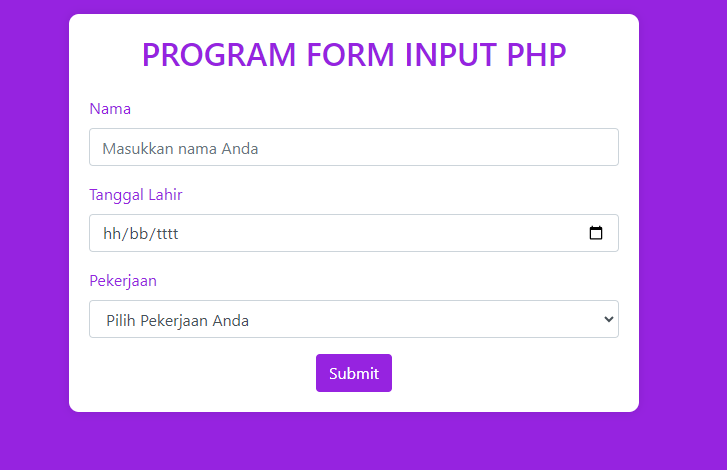 PROGRAM FORM INPUT PHP
Nama
Masukkan nama Anda
Tanggal Lahir
hh/bb/tttt
Pekerjaan
Pilih Pekerjaan Anda
Submit